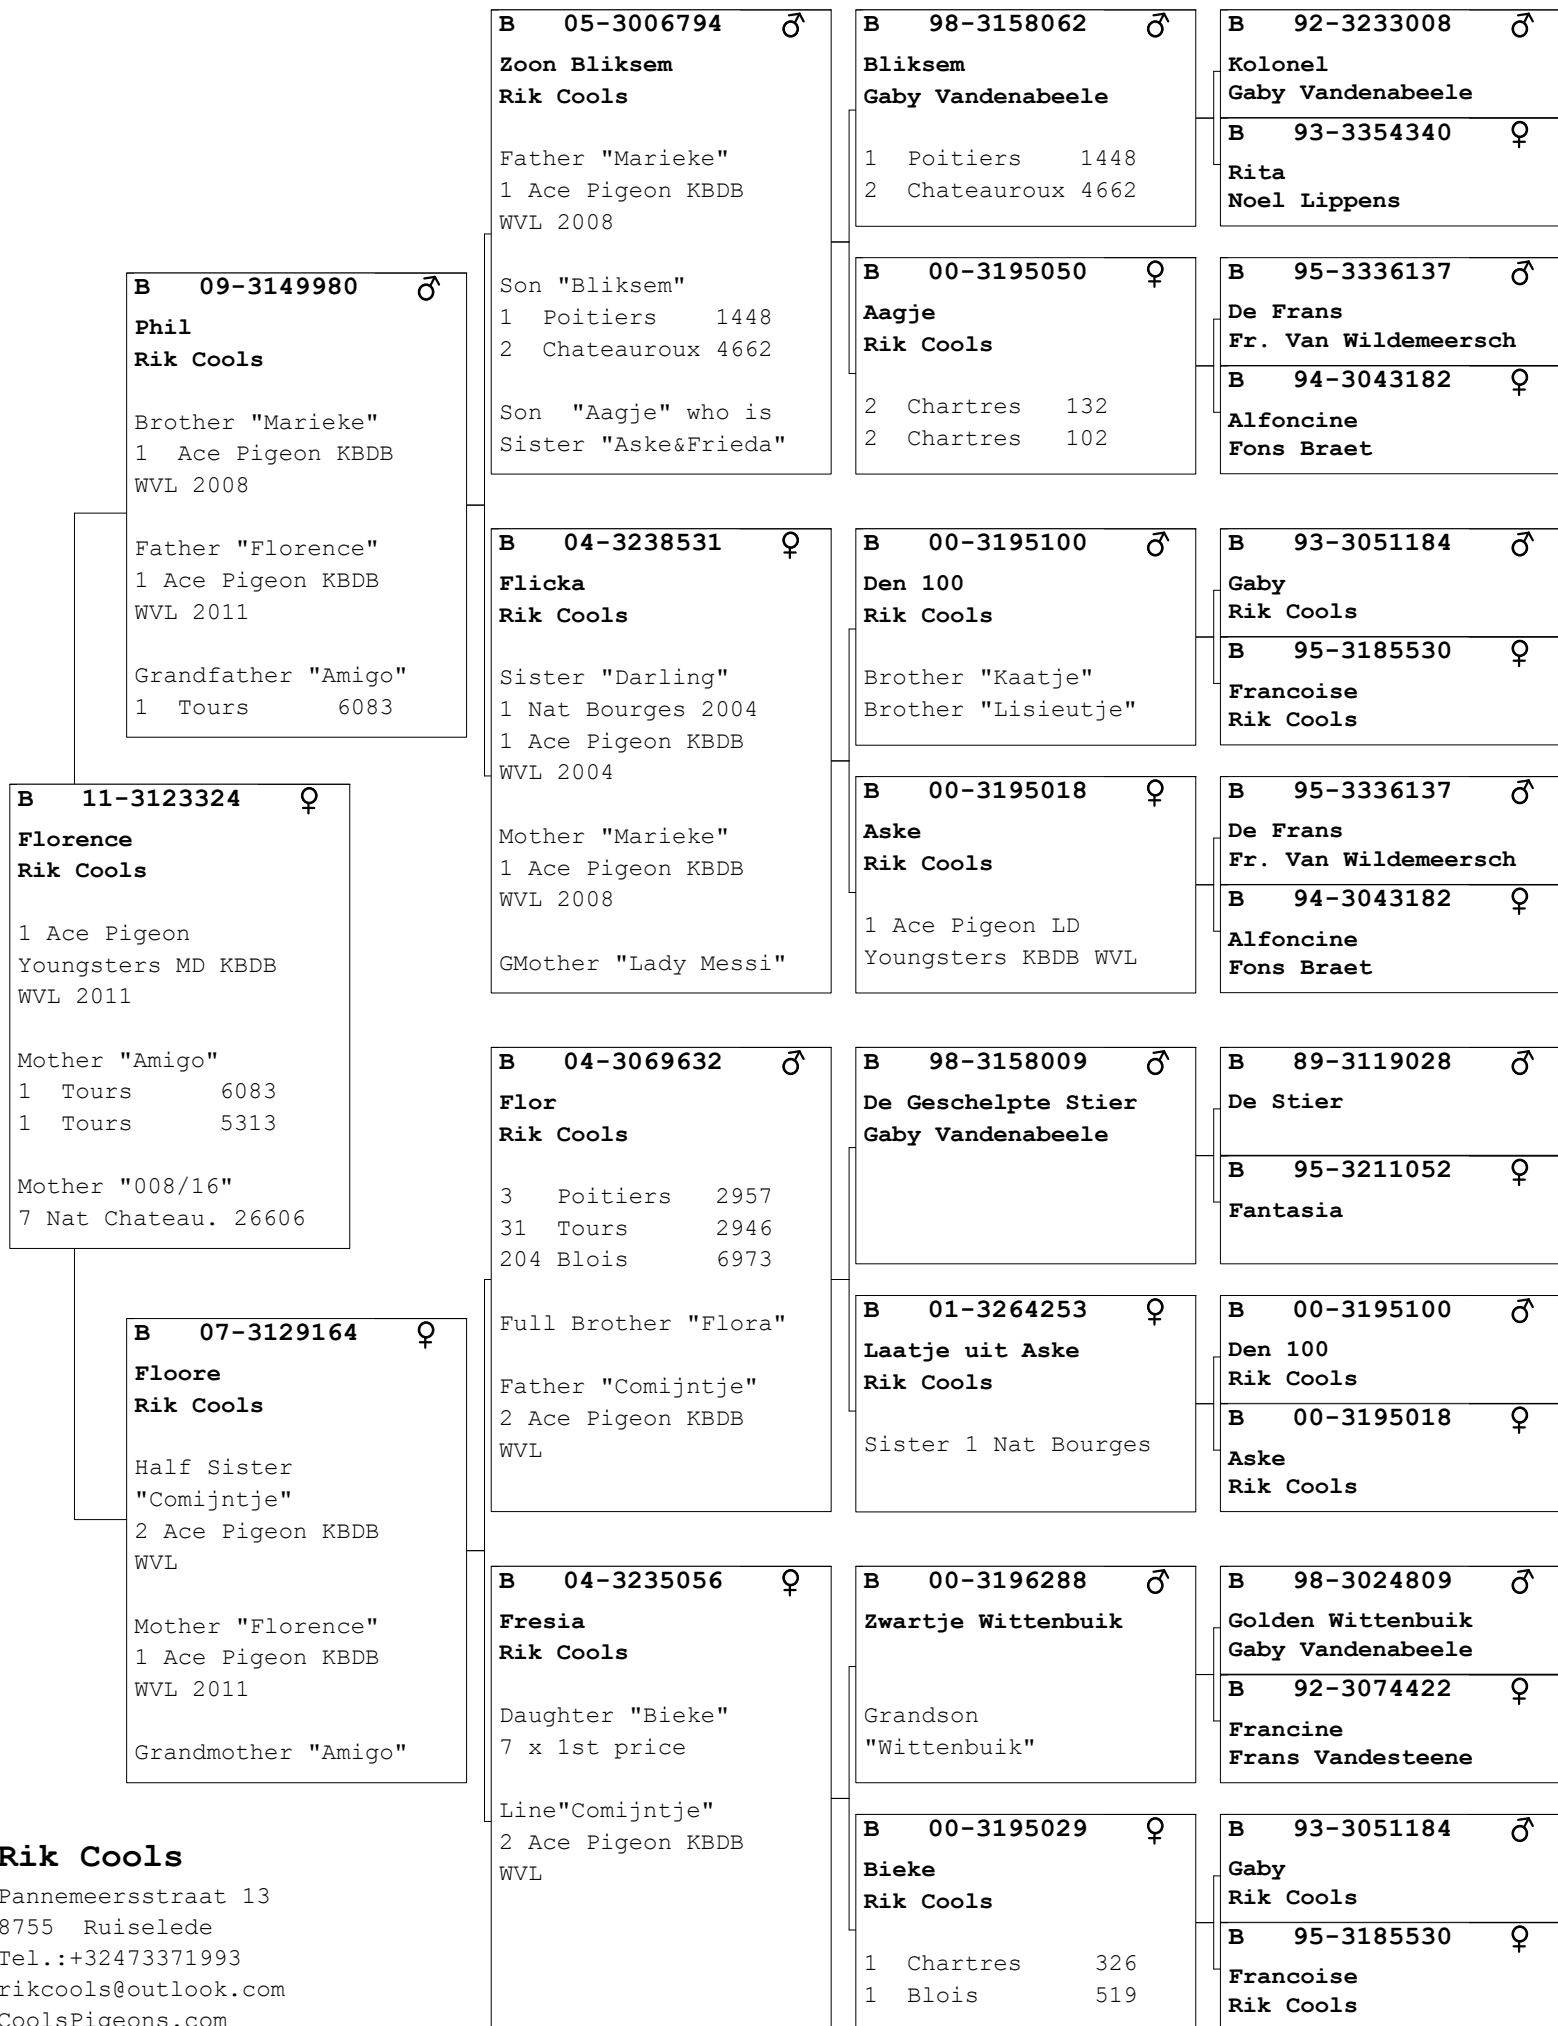 B 11-3123324 ♀
Florence
Rik Cools
1 Ace Pigeon
Youngsters MD KBDB
WVL 2011
Mother "Amigo"
1 Tours 6083
1 Tours 5313
Mother "008/16"
7 Nat Chateau. 26606
B 09-3149980 ♂
Phil
Rik Cools
Brother "Marieke"
1 Ace Pigeon KBDB
WVL 2008
Father "Florence"
1 Ace Pigeon KBDB
WVL 2011
Grandfather "Amigo"
1 Tours 6083
B 07-3129164 ♀
Floore
Rik Cools
Half Sister
"Comijntje"
2 Ace Pigeon KBDB
WVL
Mother "Florence"
1 Ace Pigeon KBDB
WVL 2011
Grandmother "Amigo"
B 05-3006794 ♂
Zoon Bliksem
Rik Cools
Father "Marieke"
1 Ace Pigeon KBDB
WVL 2008
Son "Bliksem"
1 Poitiers 1448
2 Chateauroux 4662
Son "Aagje" who is
Sister "Aske&Frieda"
B 04-3238531 ♀
Flicka
Rik Cools
Sister "Darling"
1 Nat Bourges 2004
1 Ace Pigeon KBDB
WVL 2004
Mother "Marieke"
1 Ace Pigeon KBDB
WVL 2008
GMother "Lady Messi"
B 04-3069632 ♂
Flor
Rik Cools
3 Poitiers 2957
31 Tours 2946
204 Blois 6973
Full Brother "Flora"
Father "Comijntje"
2 Ace Pigeon KBDB
WVL
B 04-3235056 ♀
Fresia
Rik Cools
Daughter "Bieke"
7 x 1st price
Line"Comijntje"
2 Ace Pigeon KBDB
WVL
B 98-3158062 ♂
Bliksem
Gaby Vandenabeele
1 Poitiers 1448
2 Chateauroux 4662
B 00-3195050 ♀
Aagje
Rik Cools
2 Chartres 132
2 Chartres 102
B 00-3195100 ♂
Den 100
Rik Cools
Brother "Kaatje"
Brother "Lisieutje"
B 00-3195018 ♀
Aske
Rik Cools
1 Ace Pigeon LD
Youngsters KBDB WVL
B 98-3158009 ♂
De Geschelpte Stier
Gaby Vandenabeele
B 01-3264253 ♀
Laatje uit Aske
Rik Cools
Sister 1 Nat Bourges
B 00-3196288 ♂
Zwartje Wittenbuik
Grandson
"Wittenbuik"
B 00-3195029 ♀
Bieke
Rik Cools
1 Chartres 326
1 Blois 519
B 92-3233008 ♂
Kolonel
Gaby Vandenabeele
B 93-3354340 ♀
Rita
Noel Lippens
B 95-3336137 ♂
De Frans
Fr. Van Wildemeersch
B 94-3043182 ♀
Alfoncine
Fons Braet
B 93-3051184 ♂
Gaby
Rik Cools
B 95-3185530 ♀
Francoise
Rik Cools
B 95-3336137 ♂
De Frans
Fr. Van Wildemeersch
B 94-3043182 ♀
Alfoncine
Fons Braet
B 89-3119028 ♂
De Stier
B 95-3211052 ♀
Fantasia
B 00-3195100 ♂
Den 100
Rik Cools
B 00-3195018 ♀
Aske
Rik Cools
B 98-3024809 ♂
Golden Wittenbuik
Gaby Vandenabeele
B 92-3074422 ♀
Francine
Frans Vandesteene
B 93-3051184 ♂
Gaby
Rik Cools
B 95-3185530 ♀
Francoise
Rik Cools
Rik Cools
Pannemeersstraat 13
8755 Ruiselede
Tel.:+32473371993
rikcools@outlook.com
CoolsPigeons.com